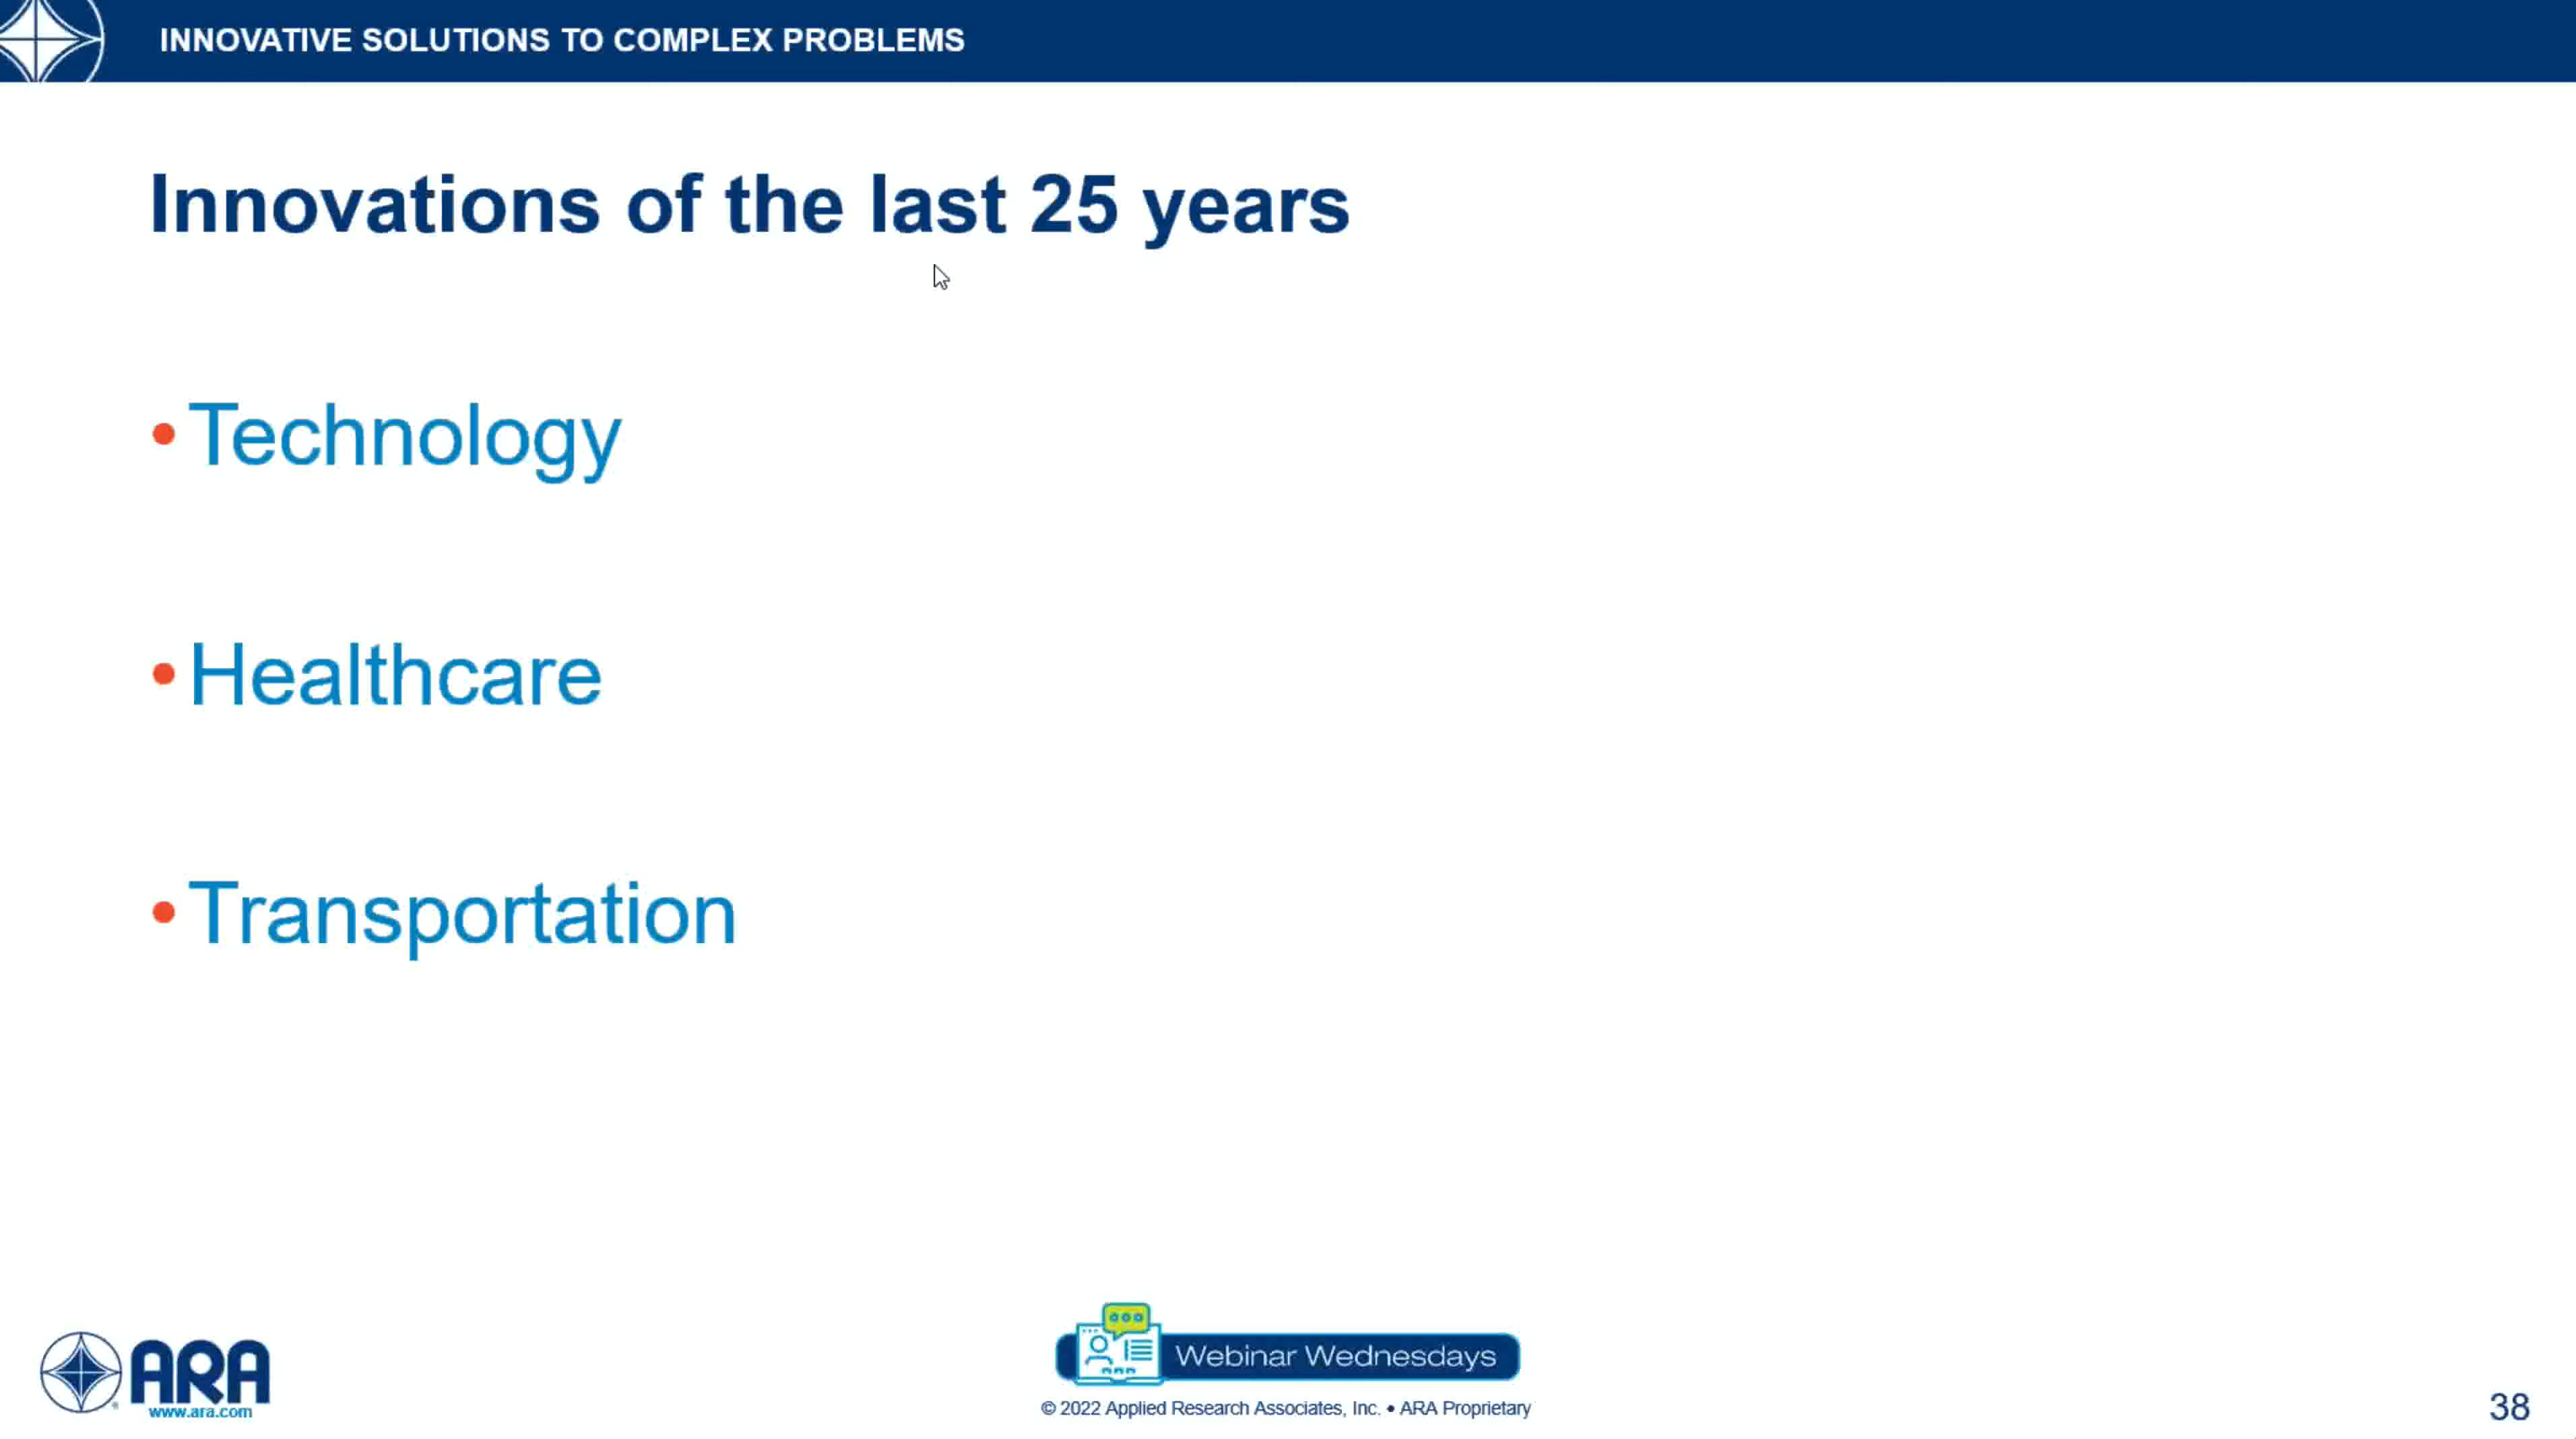 INNOVATIVE SOLUTIONS TO COMPLEX PROBLEMS
Innovations of the last 25 years
• Technology
• Healthcare
• Transportation
ARA
www.ara.com
Webinar Wednesdays
© 2022 Applied Research Associates, Inc. • ARA Proprietary
38